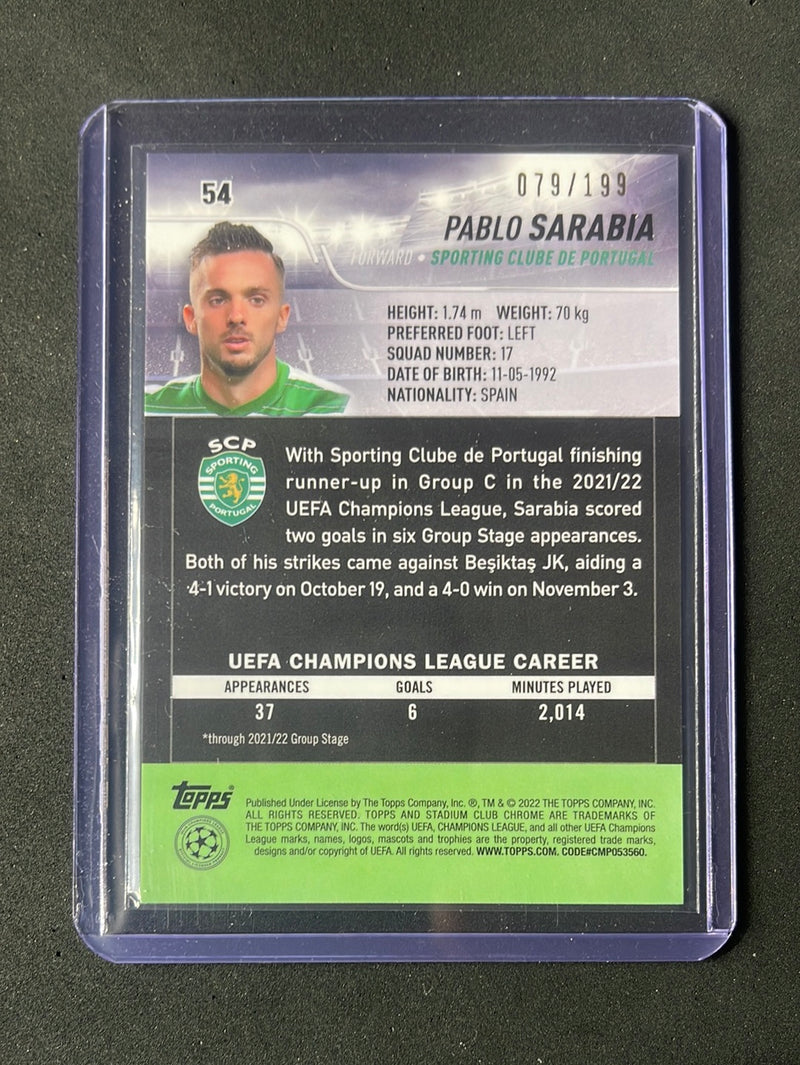 54
079/199
PABLO SARABIA
FORWARD • SPORTING CLUBE DE PORTUGAL
HEIGHT: 1.74 m WEIGHT: 70 kg
PREFERRED FOOT: LEFT
SQUAD NUMBER: 17
DATE OF BIRTH: 11-05-1992
NATIONALITY: SPAIN
SCP
SPORTING
PORTUGAL
With Sporting Clube de Portugal finishing
runner-up in Group C in the 2021/22
UEFA Champions League, Sarabia scored
two goals in six Group Stage appearances.
Both of his strikes came against Beşiktaş JK, aiding a
4-1 victory on October 19, and a 4-0 win on November 3.
UEFA CHAMPIONS LEAGUE CAREER
APPEARANCES GOALS MINUTES PLAYED
37 6 2,014
*through 2021/22 Group Stage
topps®
Published Under License by The Topps Company, Inc. ®, TM & © 2022 THE TOPPS COMPANY, INC.
ALL RIGHTS RESERVED. TOPPS AND STADIUM CLUB CHROME ARE TRADEMARKS OF
THE TOPPS COMPANY, INC. The word(s) UEFA, CHAMPIONS LEAGUE, and all other UEFA Champions
League marks, names, logos, mascots and trophies are the property, registered trade marks,
designs and/or copyright of UEFA. All rights reserved. WWW.TOPPS.COM. CODE#CMP053560.